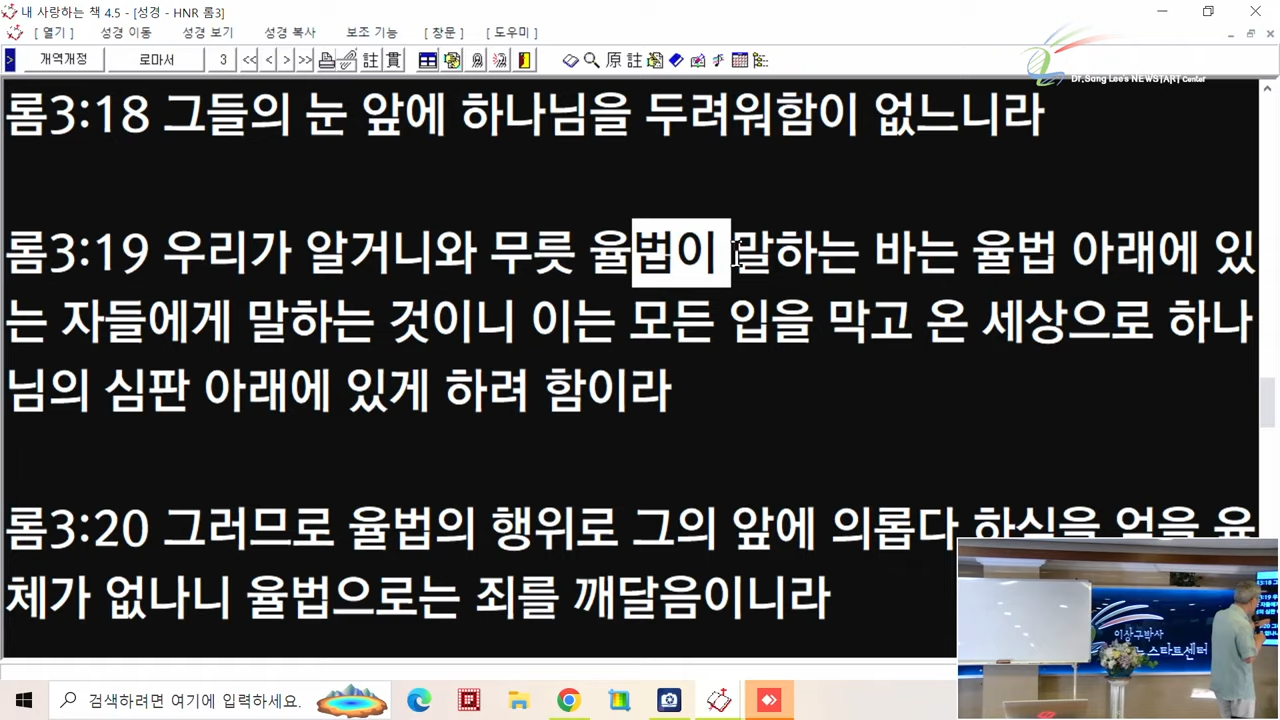 내 사랑하는 책 4.5 - [성경 - HNR 롬3]
[ 열기 ] 성경 이동 성경 보기 성경 복사 보조 기능 [ 창문 ] [ 도우미 ]
개역개정 로마서 3 << < > >> 註 貫 原 註
Dr.Sang Lee's NEWSTART Center
롬3:18 그들의 눈 앞에 하나님을 두려워함이 없느니라
롬3:19 우리가 알거니와 무릇 율법이 말하는 바는 율법 아래에 있
는 자들에게 말하는 것이니 이는 모든 입을 막고 온 세상으로 하나
님의 심판 아래에 있게 하려 함이라
롬3:20 그러므로 율법의 행위로 그의 앞에 의롭다 하심을 얻을 육
체가 없나니 율법으로는 죄를 깨달음이니라
이상구박사
스타트센터
검색하려면 여기에 입력하세요.